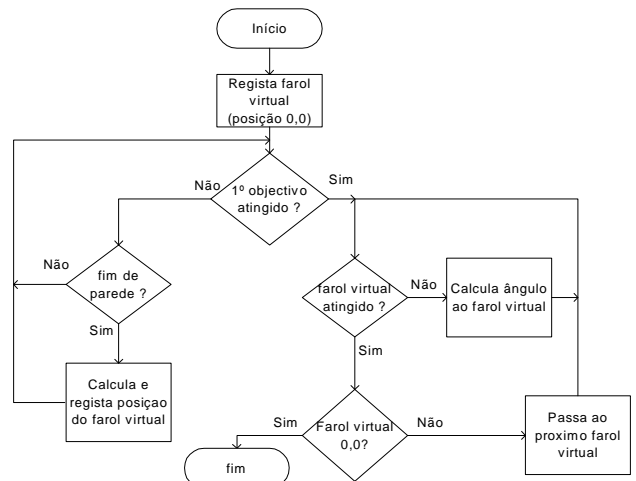 Início
Regista farol
virtual
(posição 0,0)
Não
Sim
1º objectivo
atingido ?
Não
fim de
parede ?
Sim
farol virtual
atingido ?
Não
Calcula ângulo
ao farol virtual
Sim
Calcula e
regista posiçao
do farol virtual
Sim
Farol virtual
0,0?
Não
Passa ao
proximo farol
virtual
fim